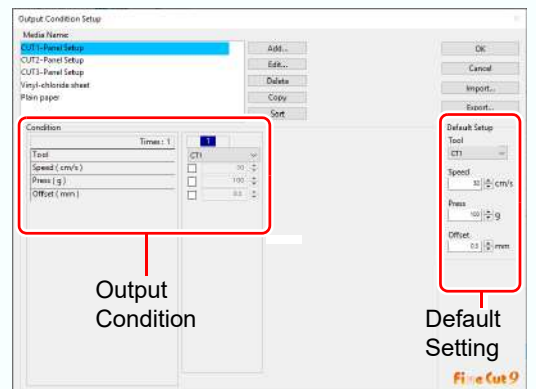 Output Condition Setup
Media Name
CUT1-Panel Setup
CUT2-Panel Setup
CUT3-Panel Setup
Vinyl-chloride sheet
Plain paper
Add...
Edit...
Delete
Copy
Sort
OK
Cancel
Import...
Export...
Condition
Times: 1
1
Tool
CT1
Speed ( cm/s )
30
Press ( g )
100
Offset ( mm )
0.3
Default Setup
Tool
CT1
Speed
30 cm/s
Press
100 g
Offset
0.3 mm
Output
Condition
Default
Setting
FineCut 9